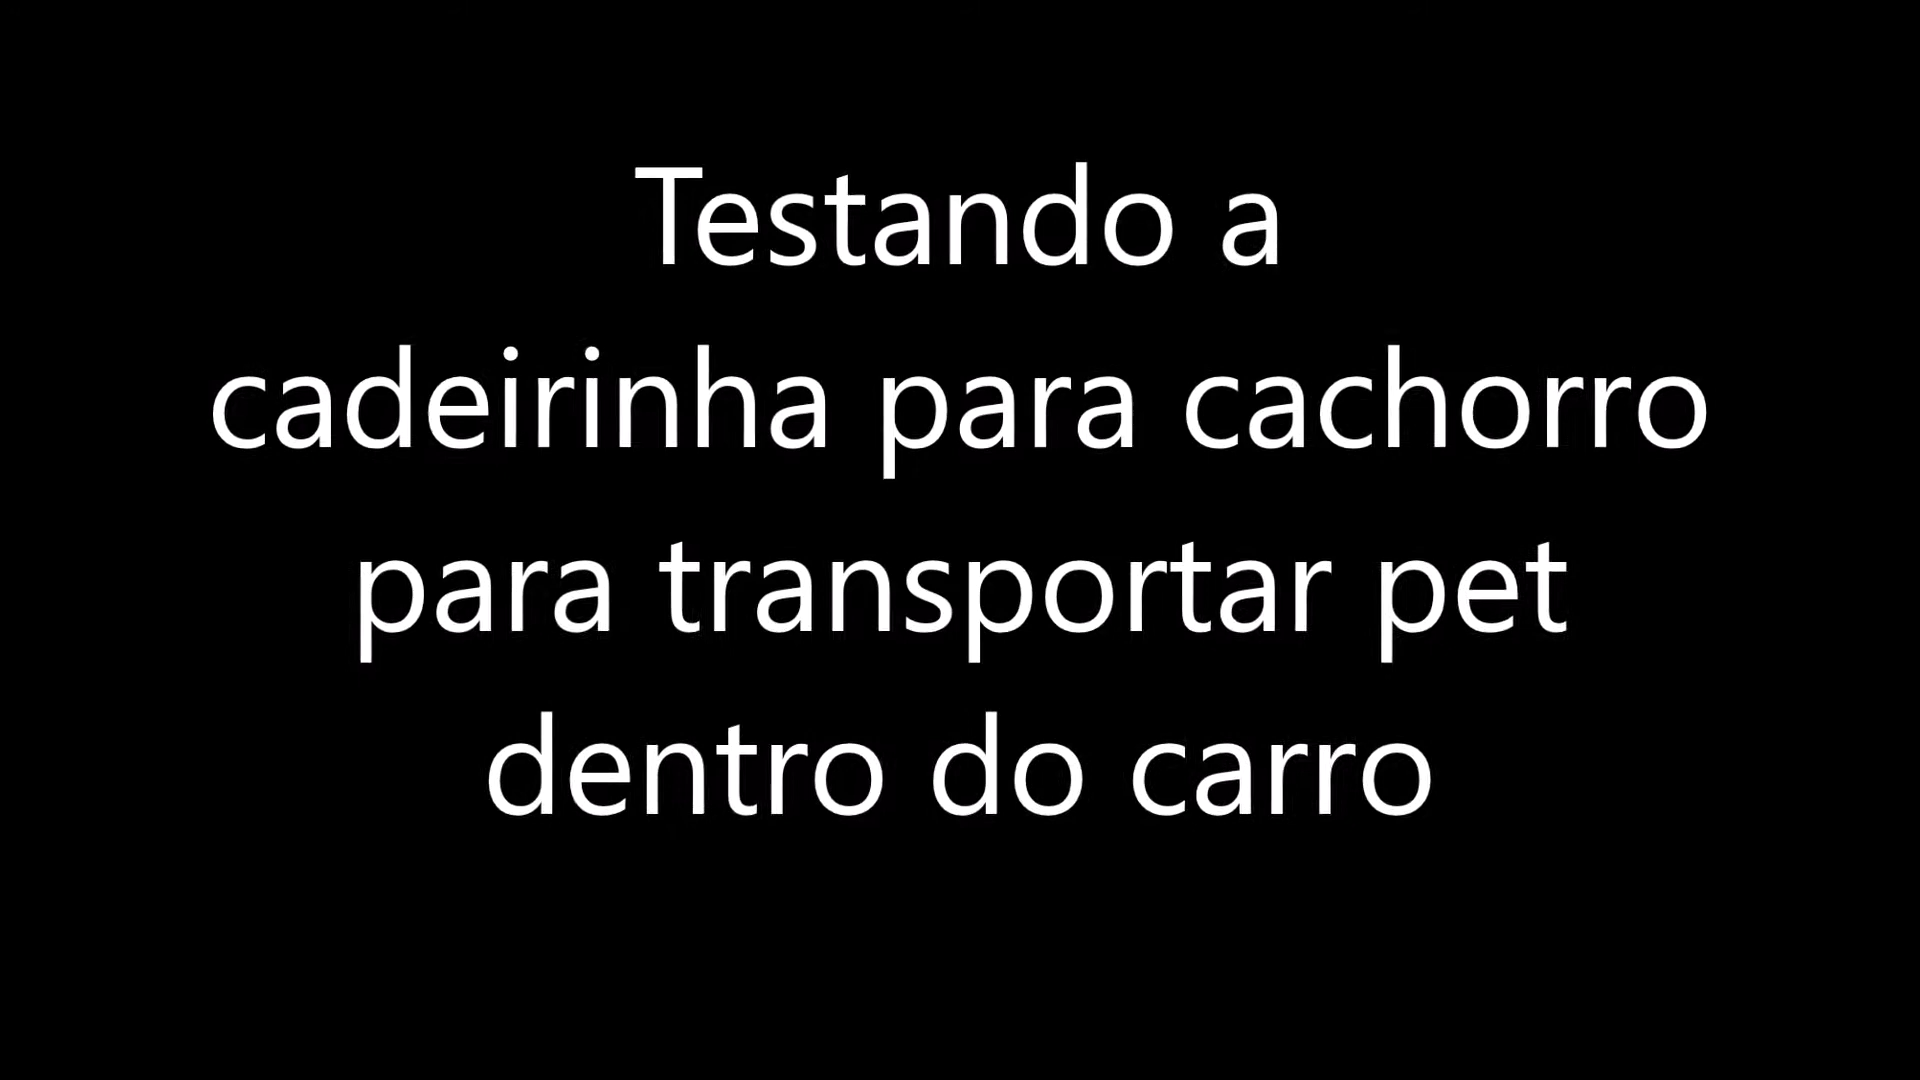 Testando a
cadeirinha para cachorro
para transportar pet
dentro do carro